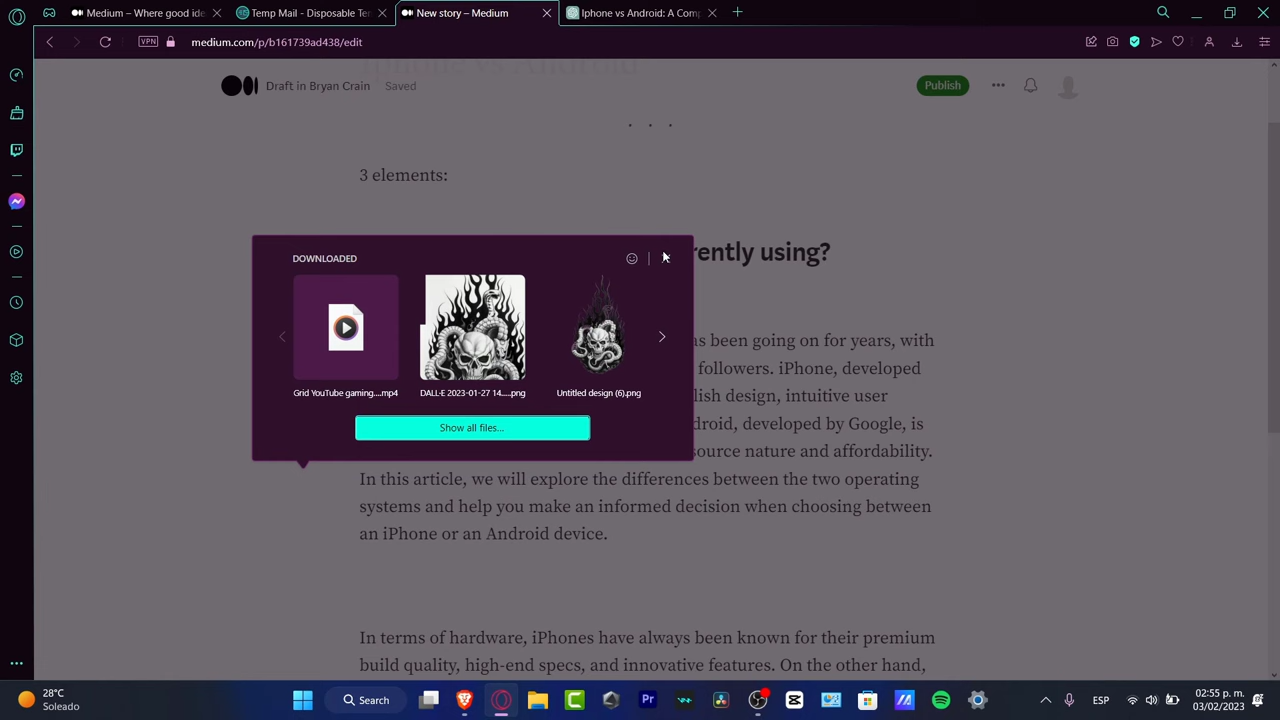 Medium – Where good ide
Temp Mail - Disposable Ten
New story – Medium
Iphone vs Android: A Comp
VPN
medium.com/p/b161739ad438/edit
Iphone vs Android
Draft in Bryan Crain
Saved
Publish
3 elements:
rently using?
DOWNLOADED
Grid YouTube gaming....mp4
DALL·E 2023-01-27 14.....png
Untitled design (6).png
Show all files...
s been going on for years, with
followers. iPhone, developed
lish design, intuitive user
droid, developed by Google, is
source nature and affordability.
In this article, we will explore the differences between the two operating
systems and help you make an informed decision when choosing between
an iPhone or an Android device.
In terms of hardware, iPhones have always been known for their premium
build quality, high-end specs, and innovative features. On the other hand,
28°C
Soleado
Search
Pr
ESP
02:55 p. m.
03/02/2023